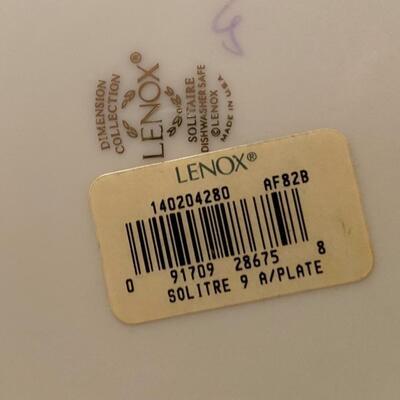 DIMENSION
COLLECTION
LENOX®
SOLITAIRE
DISHWASHER SAFE
©LENOX
MADE IN
LENOX®
140204280 AF82B
0 91709 28675 8
SOLITRE 9 A/PLATE